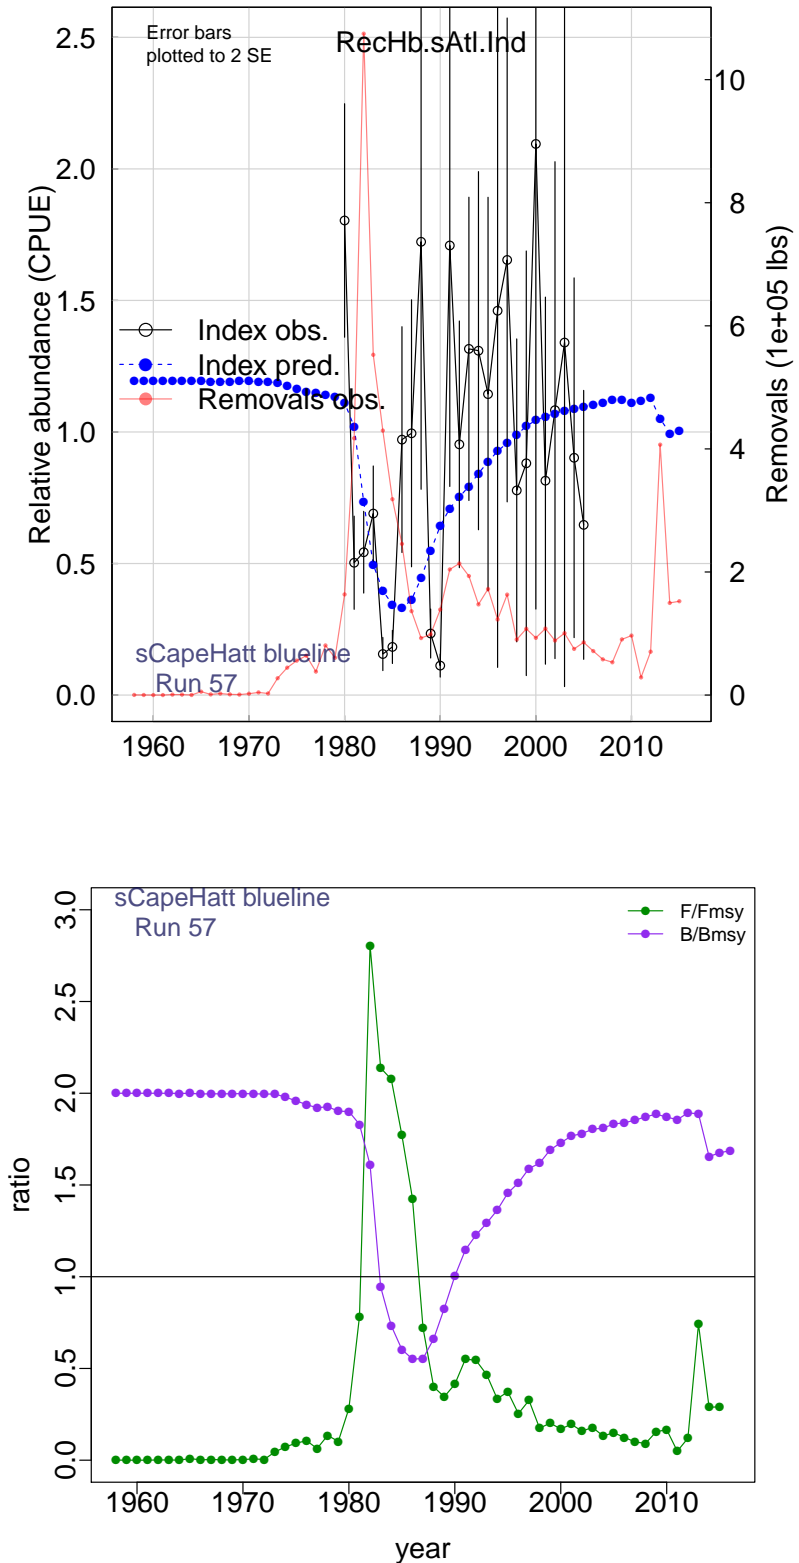 RecHb.sAtl.Ind
Error bars
plotted to 2 SE
Relative abundance (CPUE)
2.5
2.0
1.5
1.0
0.5
0.0
Index obs.
Index pred.
Removals obs.
sCapeHatt blueline
Run 57
10
8
6
4
2
0
Removals (1e+05 lbs)
1960 1970 1980 1990 2000 2010
sCapeHatt blueline
Run 57
F/Fmsy
B/Bmsy
3.0
2.5
2.0
1.5
1.0
0.5
0.0
ratio
1960 1970 1980 1990 2000 2010
year